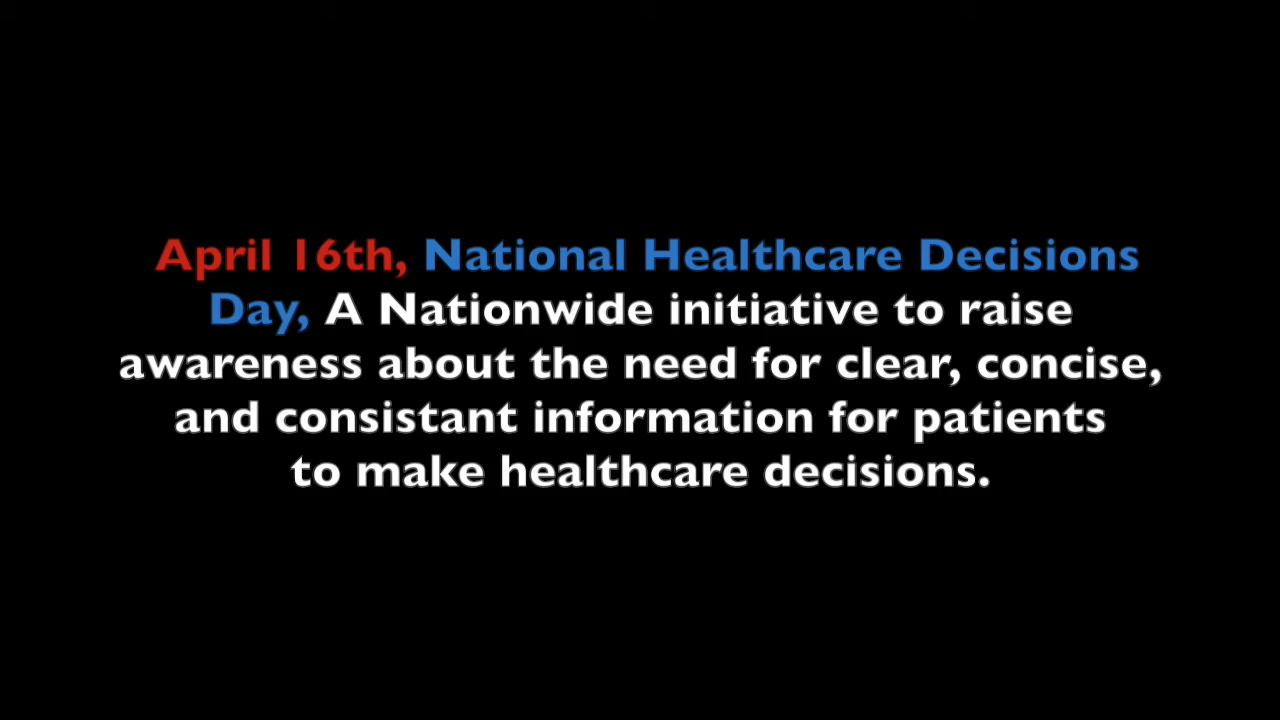 April 16th, National Healthcare Decisions
Day, A Nationwide initiative to raise
awareness about the need for clear, concise,
and consistant information for patients
to make healthcare decisions.